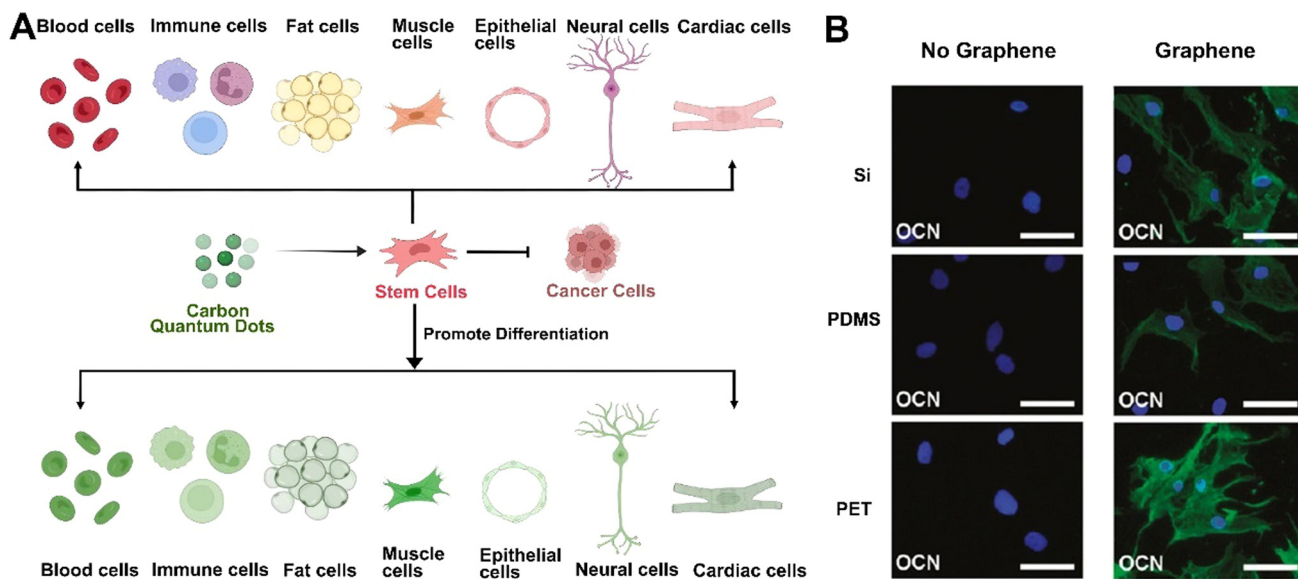 A
Blood cells
Immune cells
Fat cells
Muscle
cells
Epithelial
cells
Neural cells
Cardiac cells
Carbon
Quantum Dots
Stem Cells
Cancer Cells
Promote Differentiation
Blood cells
Immune cells
Fat cells
Muscle
cells
Epithelial
cells
Neural cells
Cardiac cells
B
No Graphene
Graphene
Si
OCN
OCN
PDMS
OCN
OCN
PET
OCN
OCN